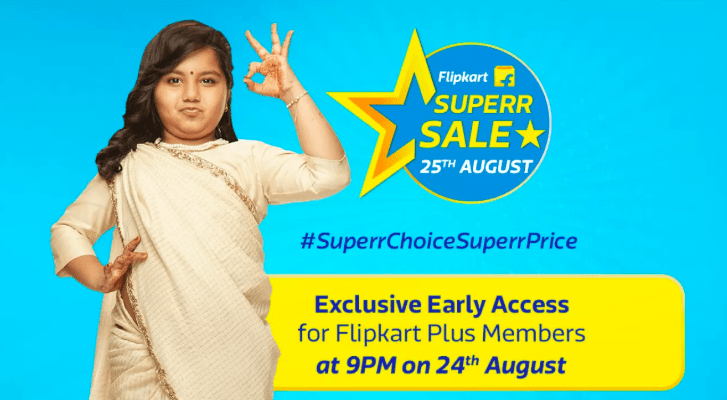 Flipkart
SUPERR
SALE
25TH AUGUST
#SuperrChoiceSuperrPrice
Exclusive Early Access
for Flipkart Plus Members
at 9PM on 24th August